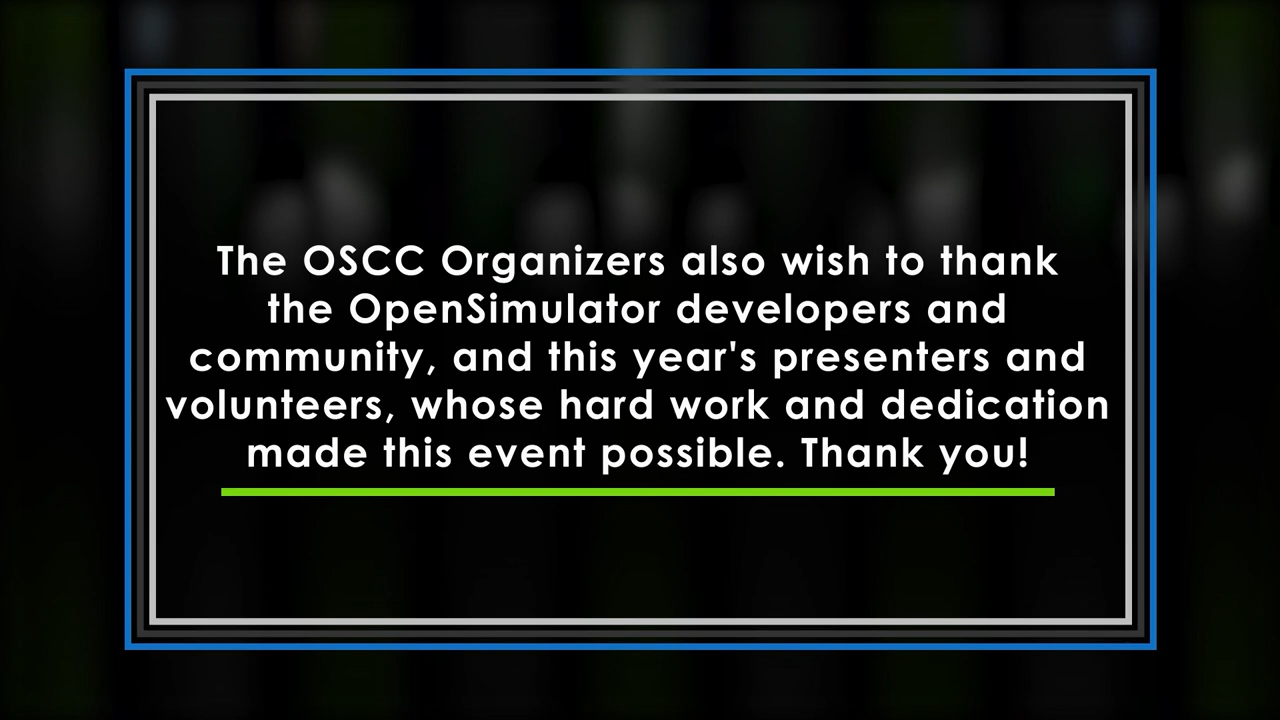 The OSCC Organizers also wish to thank
the OpenSimulator developers and
community, and this year's presenters and
volunteers, whose hard work and dedication
made this event possible. Thank you!